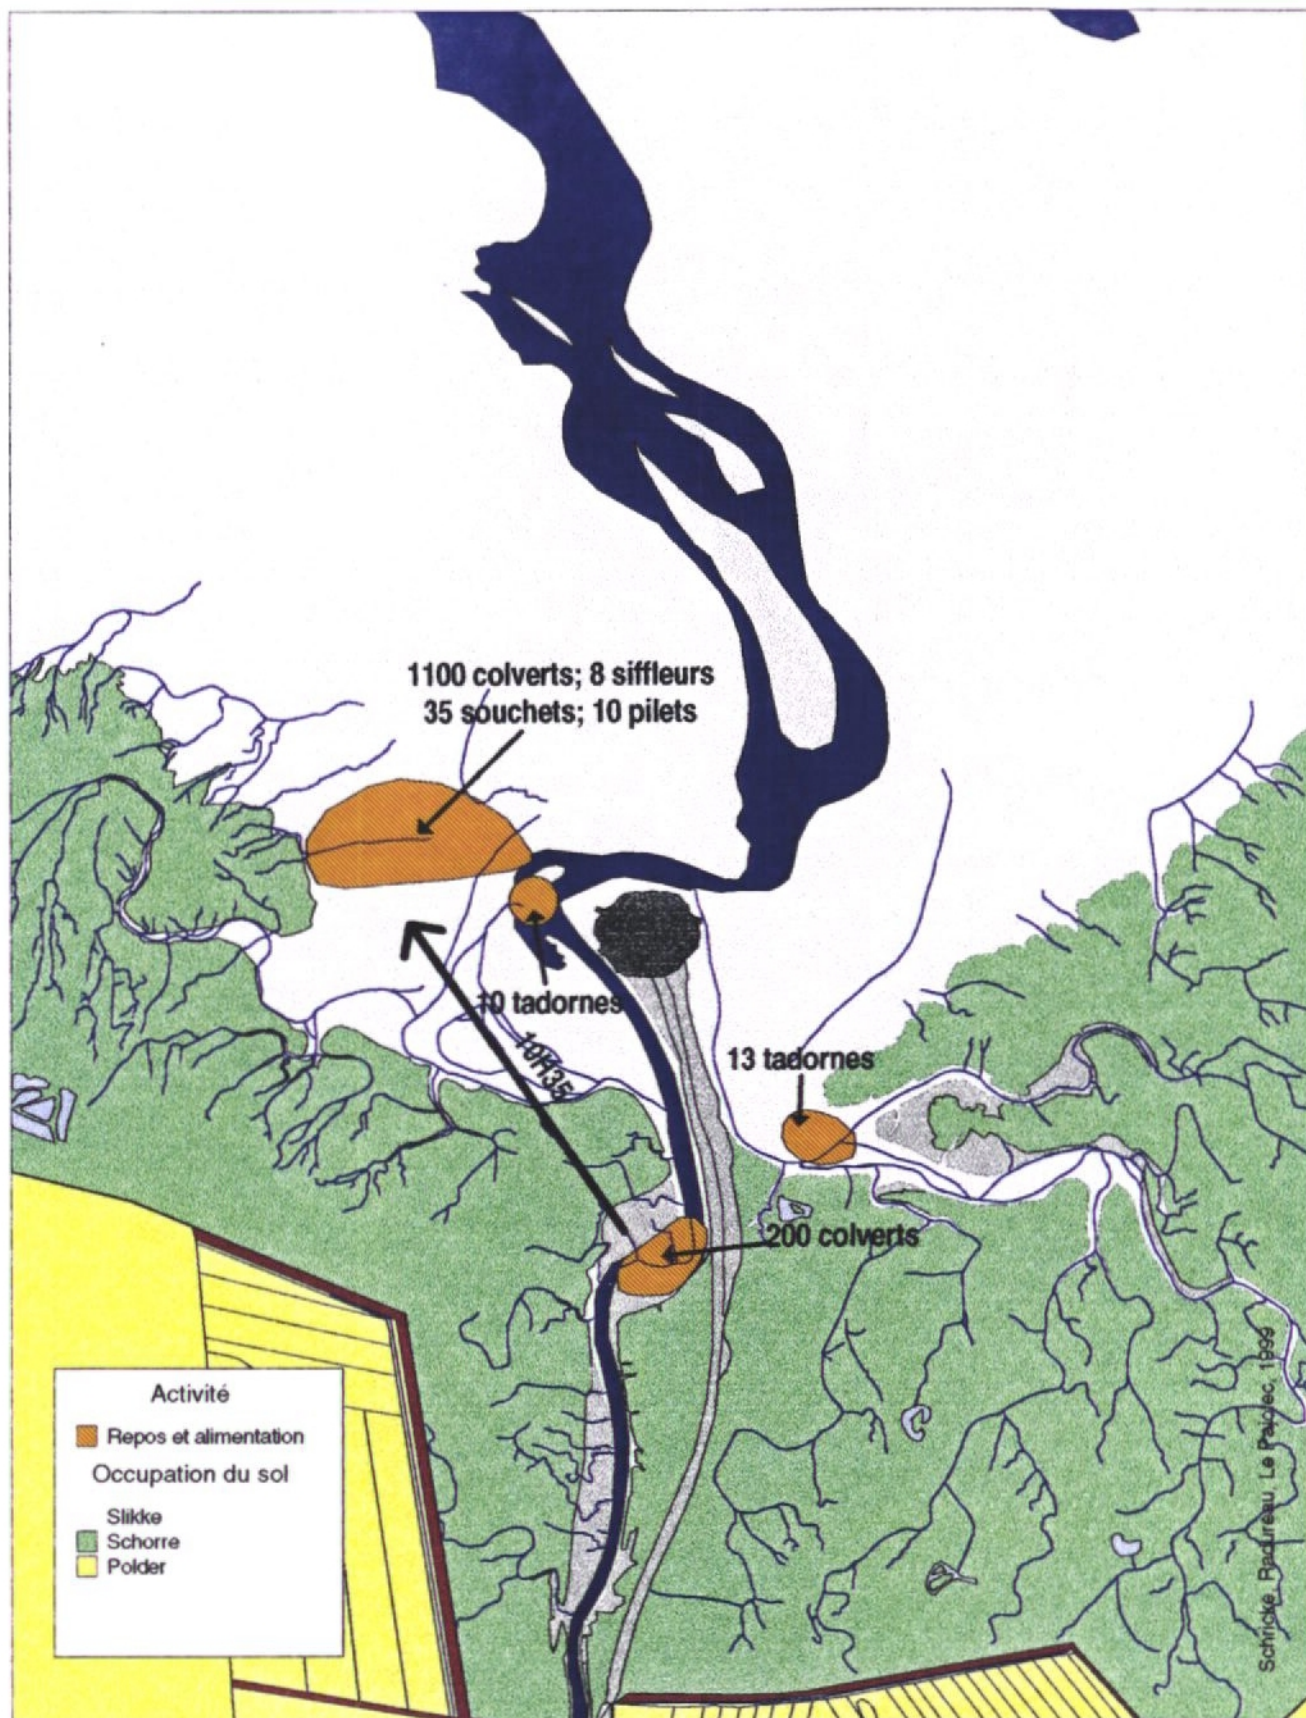 1100 colverts; 8 siffleurs
35 souchets; 10 pilets
10 tadornes
10H35
13 tadornes
200 colverts
Activité
Repos et alimentation
Occupation du sol
Slikke
Schorre
Polder
Schricke, Radureau, Le Pajolec, 1999